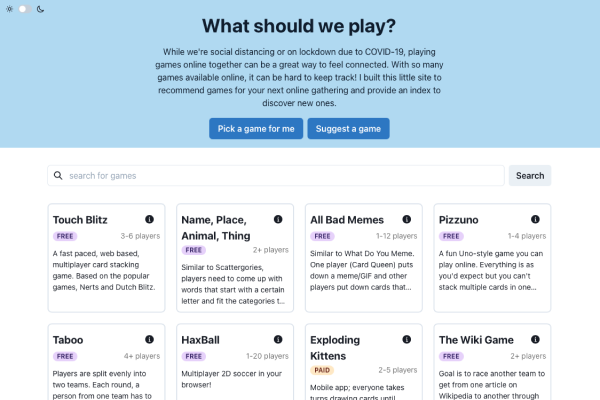 What should we play?
While we're social distancing or on lockdown due to COVID-19, playing
games online together can be a great way to feel connected. With so many
games available online, it can be hard to keep track! I built this little site to
recommend games for your next online gathering and provide an index to
discover new ones.
Pick a game for me
Suggest a game
search for games
Search
Touch Blitz
FREE
3-6 players
A fast paced, web based,
multiplayer card stacking
game. Based on the popular
games, Nerts and Dutch Blitz.
Name, Place,
Animal, Thing
FREE
2+ players
Similar to Scattergories,
players need to come up with
words that start with a certain
letter and fit the categories t...
All Bad Memes
FREE
1-12 players
Similar to What Do You Meme.
One player (Card Queen) puts
down a meme/GIF and other
players put down cards that...
Pizzuno
FREE
1-4 players
A fun Uno-style game you can
play online. Everything is as
you'd expect but you can't
stack multiple cards in one...
Taboo
FREE
4+ players
Players are split evenly into
two teams. Each round, a
person from one team has to
HaxBall
FREE
1-20 players
Multiplayer 2D soccer in your
browser!
Exploding
Kittens
PAID
2-5 players
Mobile app; everyone takes
turns drawing cards until
The Wiki Game
FREE
2+ players
Goal is to race another team to
get from one article on
Wikipedia to another through